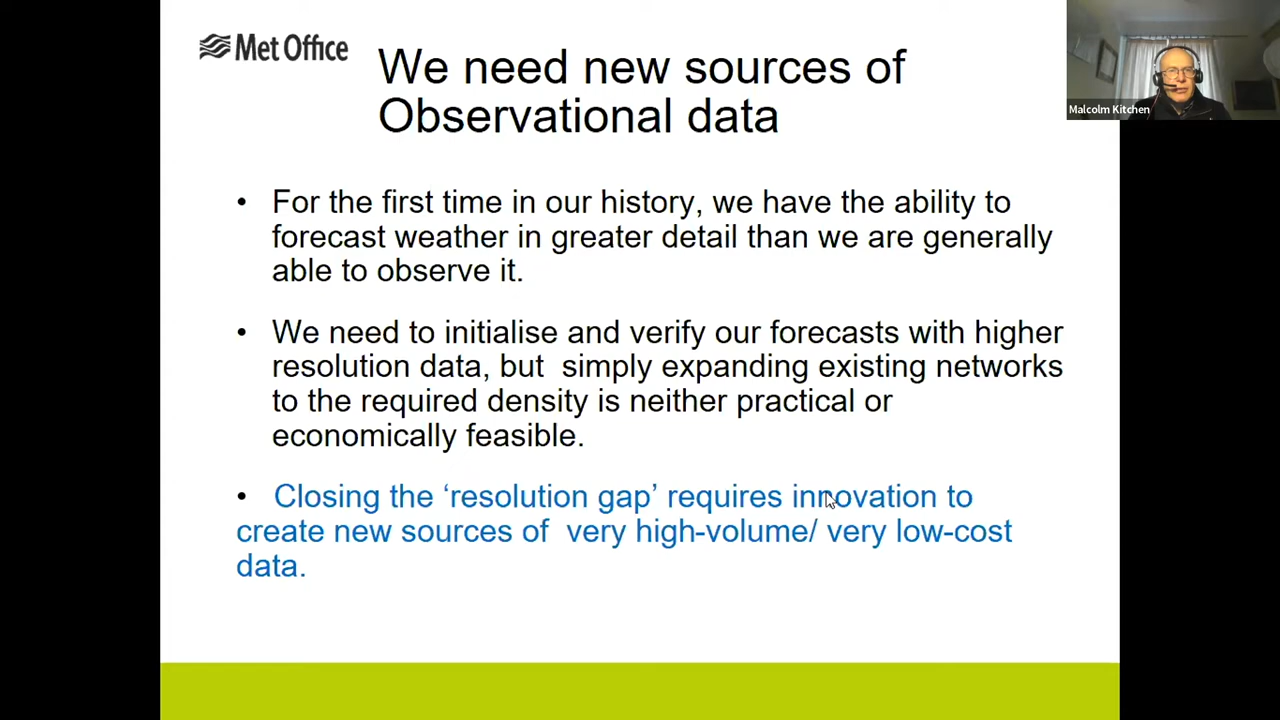 Met Office
We need new sources of
Observational data
Malcolm Kitchen
• For the first time in our history, we have the ability to
forecast weather in greater detail than we are generally
able to observe it.
• We need to initialise and verify our forecasts with higher
resolution data, but simply expanding existing networks
to the required density is neither practical or
economically feasible.
• Closing the ‘resolution gap’ requires innovation to
create new sources of very high-volume/ very low-cost
data.